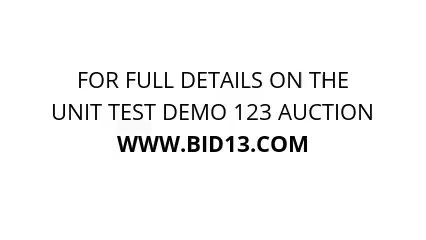 FOR FULL DETAILS ON THE
UNIT TEST DEMO 123 AUCTION
WWW.BID13.COM